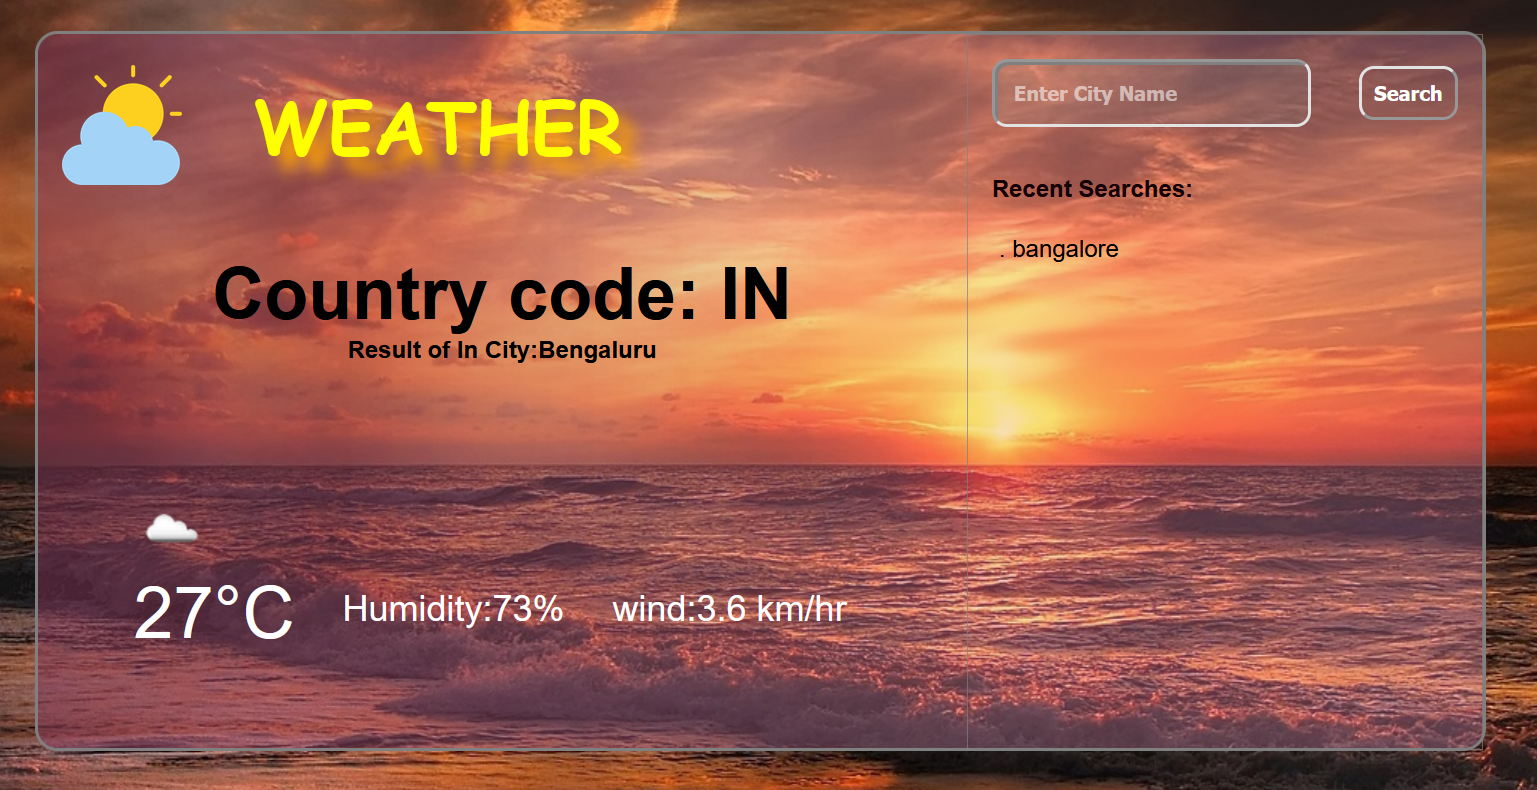 WEATHER
Enter City Name
Search
Recent Searches:
. bangalore
Country code: IN
Result of In City:Bengaluru
27°C
Humidity:73%
wind:3.6 km/hr